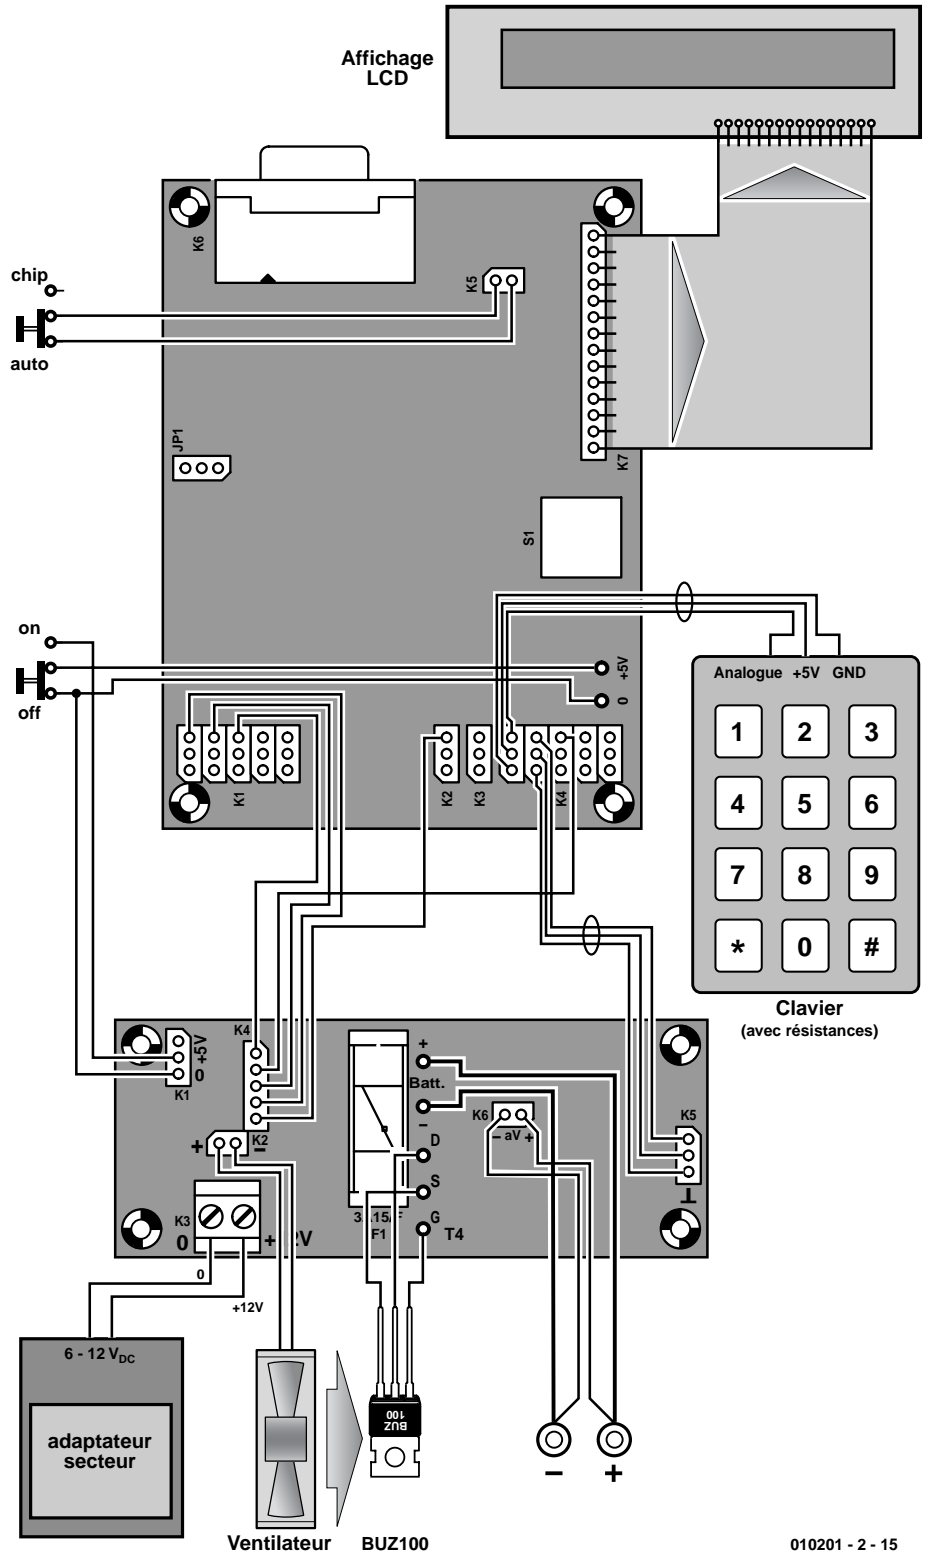 Affichage
LCD
K6
chip
K5
auto
JP1
K7
S1
on
+5V
off
0
Analogue +5V GND
1 2 3
4 5 6
7 8 9
* 0 #
K1
K2
K3
K4
Clavier
(avec résistances)
K4
+5V
0
K1
+
Batt.
–
K6
– aV +
K5
+ K2 –
D
S
G
T4
F1
K3
0
⊥
0
+12V
6 - 12 VDC
adaptateur
secteur
BUZ
100
– +
Ventilateur
BUZ100
010201 - 2 - 15